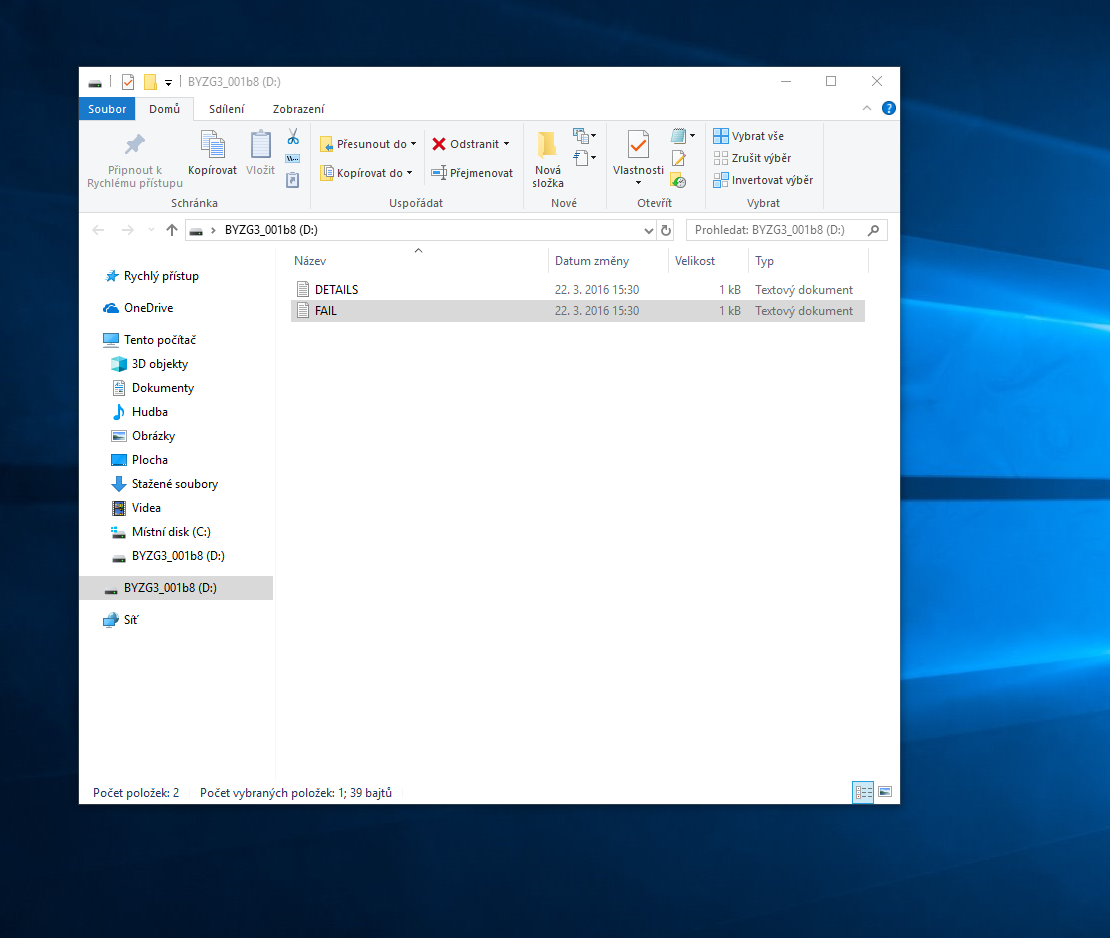 BYZG3_001b8 (D:)
Soubor Domů Sdílení Zobrazení
Připnout k Rychlému přístupu
Kopírovat
Vložit
Schránka
Přesunout do
Kopírovat do
Odstranit
Přejmenovat
Uspořádat
Nová složka
Nové
Vlastnosti
Otevřít
Vybrat vše
Zrušit výběr
Invertovat výběr
Vybrat
BYZG3_001b8 (D:)
Prohledat: BYZG3_001b8 (D:)
Rychlý přístup
OneDrive
Tento počítač
3D objekty
Dokumenty
Hudba
Obrázky
Plocha
Stažené soubory
Videa
Místní disk (C:)
BYZG3_001b8 (D:)
BYZG3_001b8 (D:)
Síť
Název Datum změny Velikost Typ
DETAILS 22. 3. 2016 15:30 1 kB Textový dokument
FAIL 22. 3. 2016 15:30 1 kB Textový dokument
Počet položek: 2 Počet vybraných položek: 1; 39 bajtů